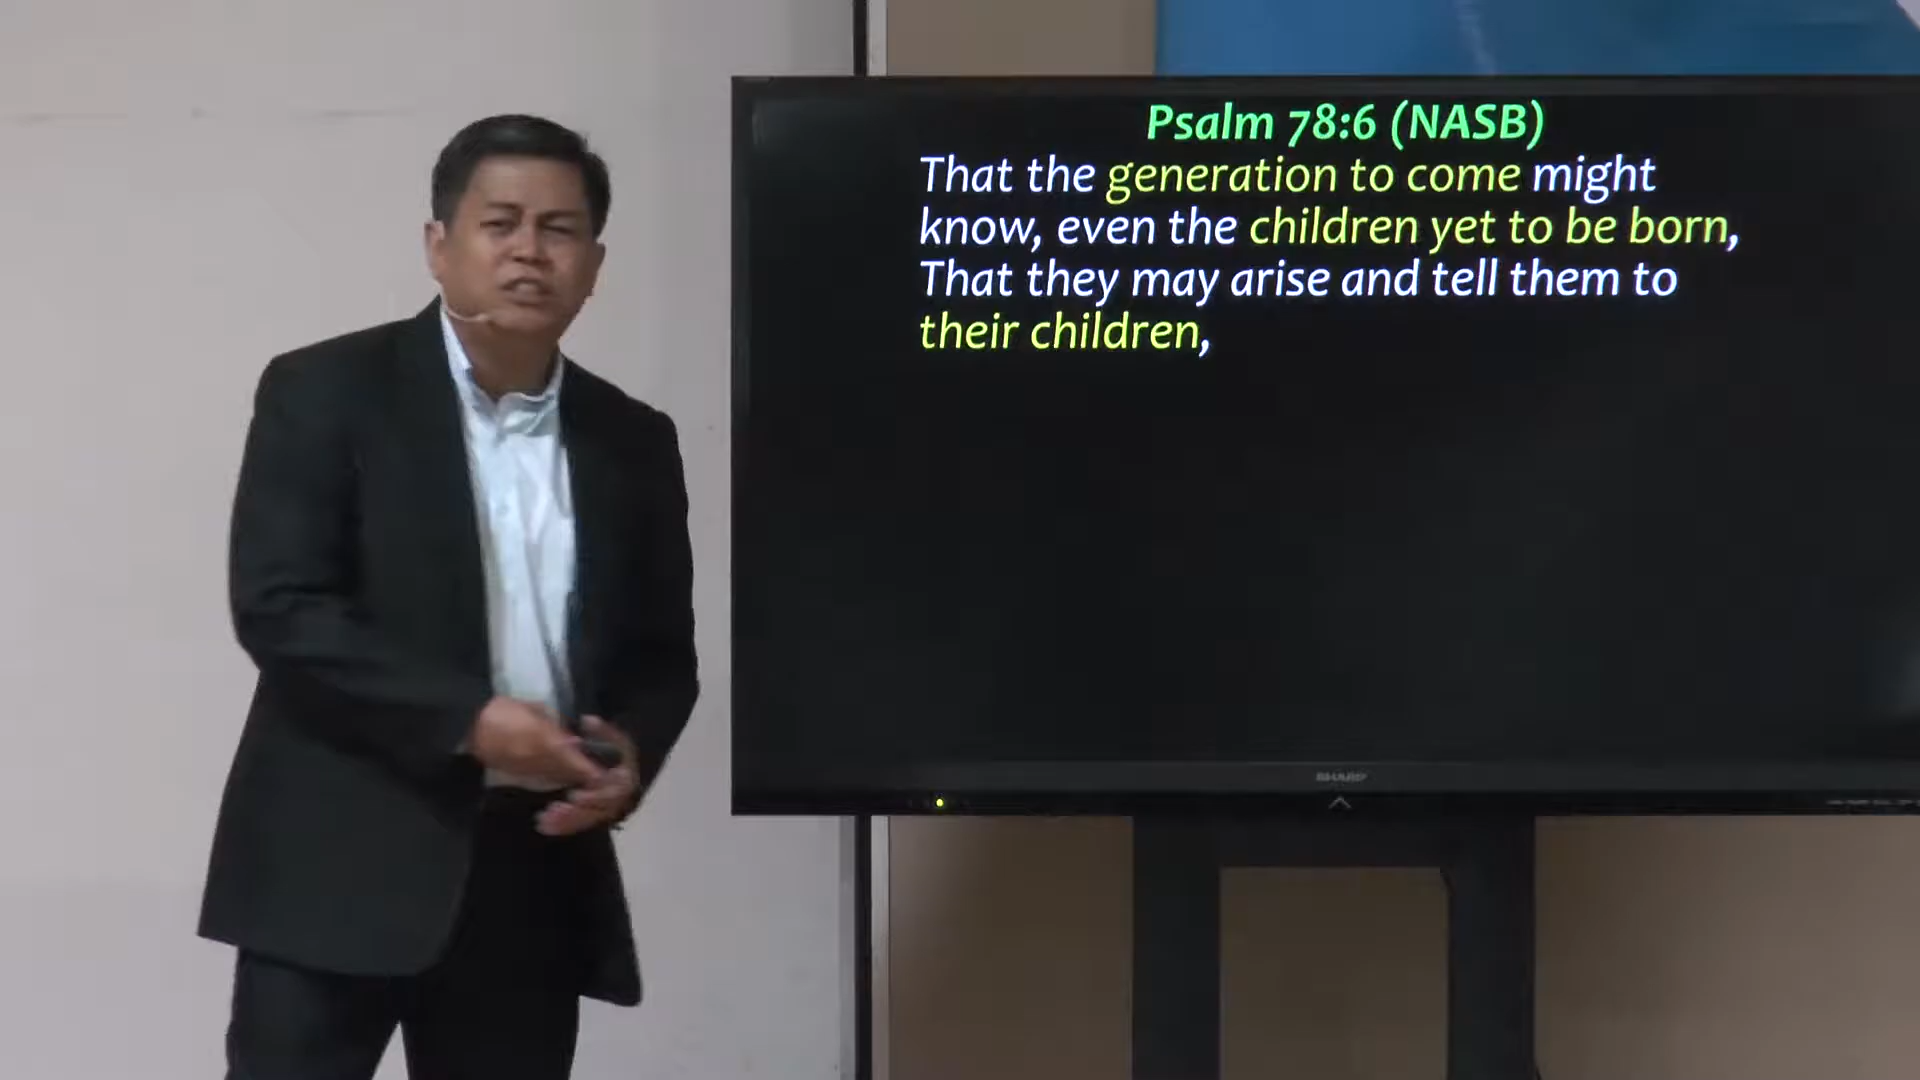 Psalm 78:6 (NASB)
That the generation to come might
know, even the children yet to be born,
That they may arise and tell them to
their children,
SHARP